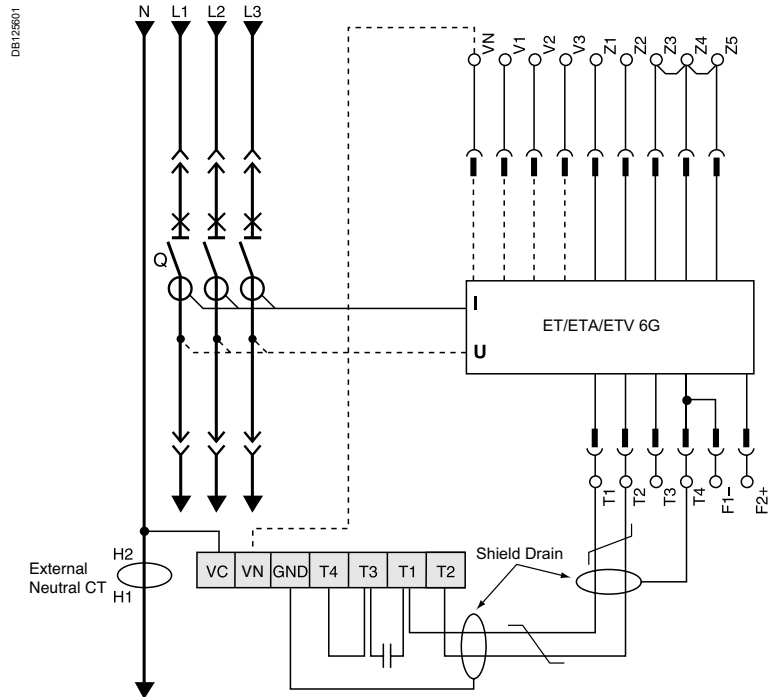 DB125601
N L1 L2 L3
VN V1 V2 V3 Z1 Z2 Z3 Z4 Z5
Q
I
ET/ETA/ETV 6G
U
T1 T2 T3 T4 F1- F2+
H2
External
Neutral CT
H1
VC VN GND T4 T3 T1 T2
Shield Drain